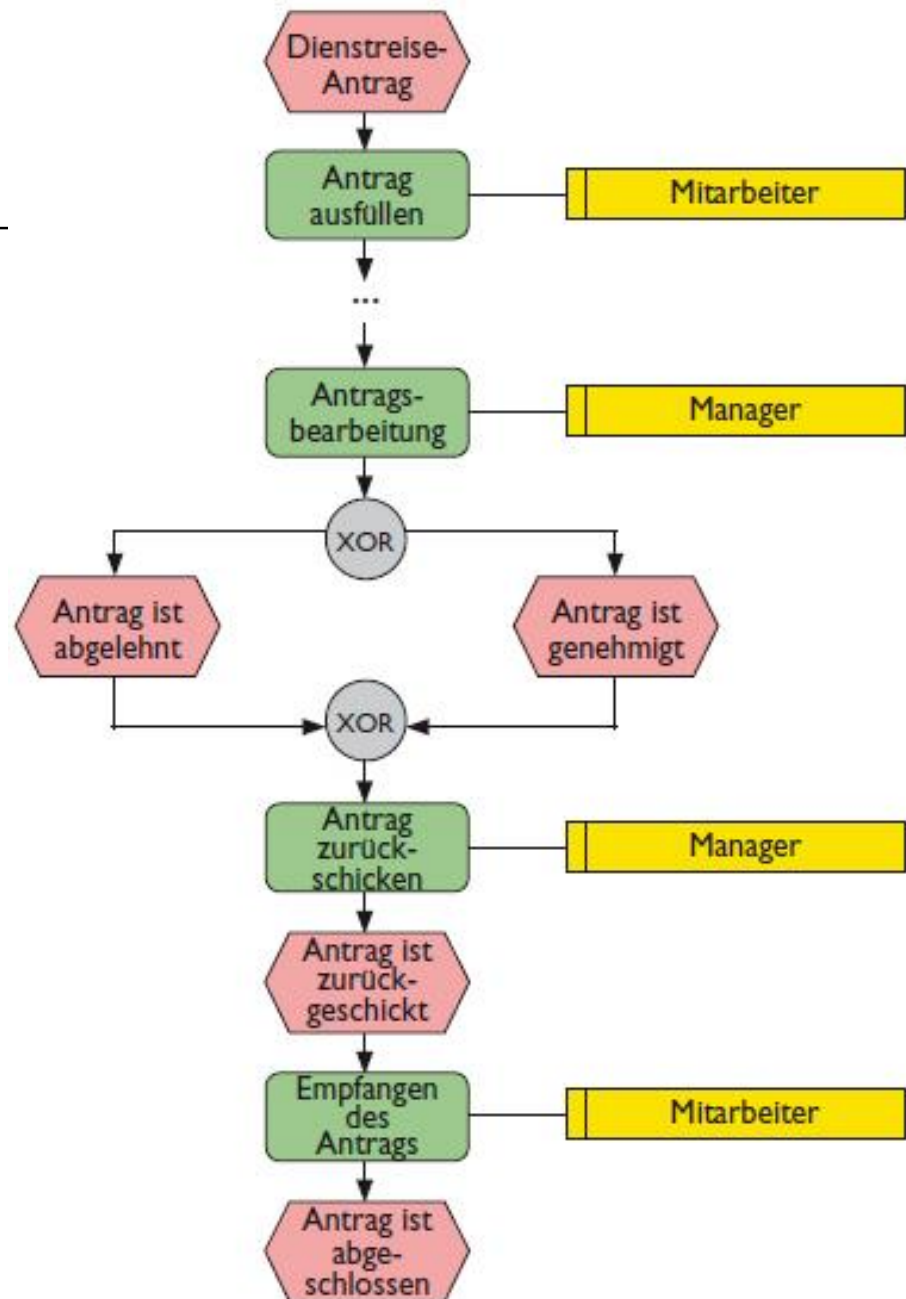 Dienstreise-
Antrag
Antrag
ausfüllen
Mitarbeiter
...
Antrags-
bearbeitung
Manager
XOR
Antrag ist
abgelehnt
Antrag ist
genehmigt
XOR
Antrag
zurück-
schicken
Manager
Antrag ist
zurück-
geschickt
Empfangen
des
Antrags
Mitarbeiter
Antrag ist
abge-
schlossen